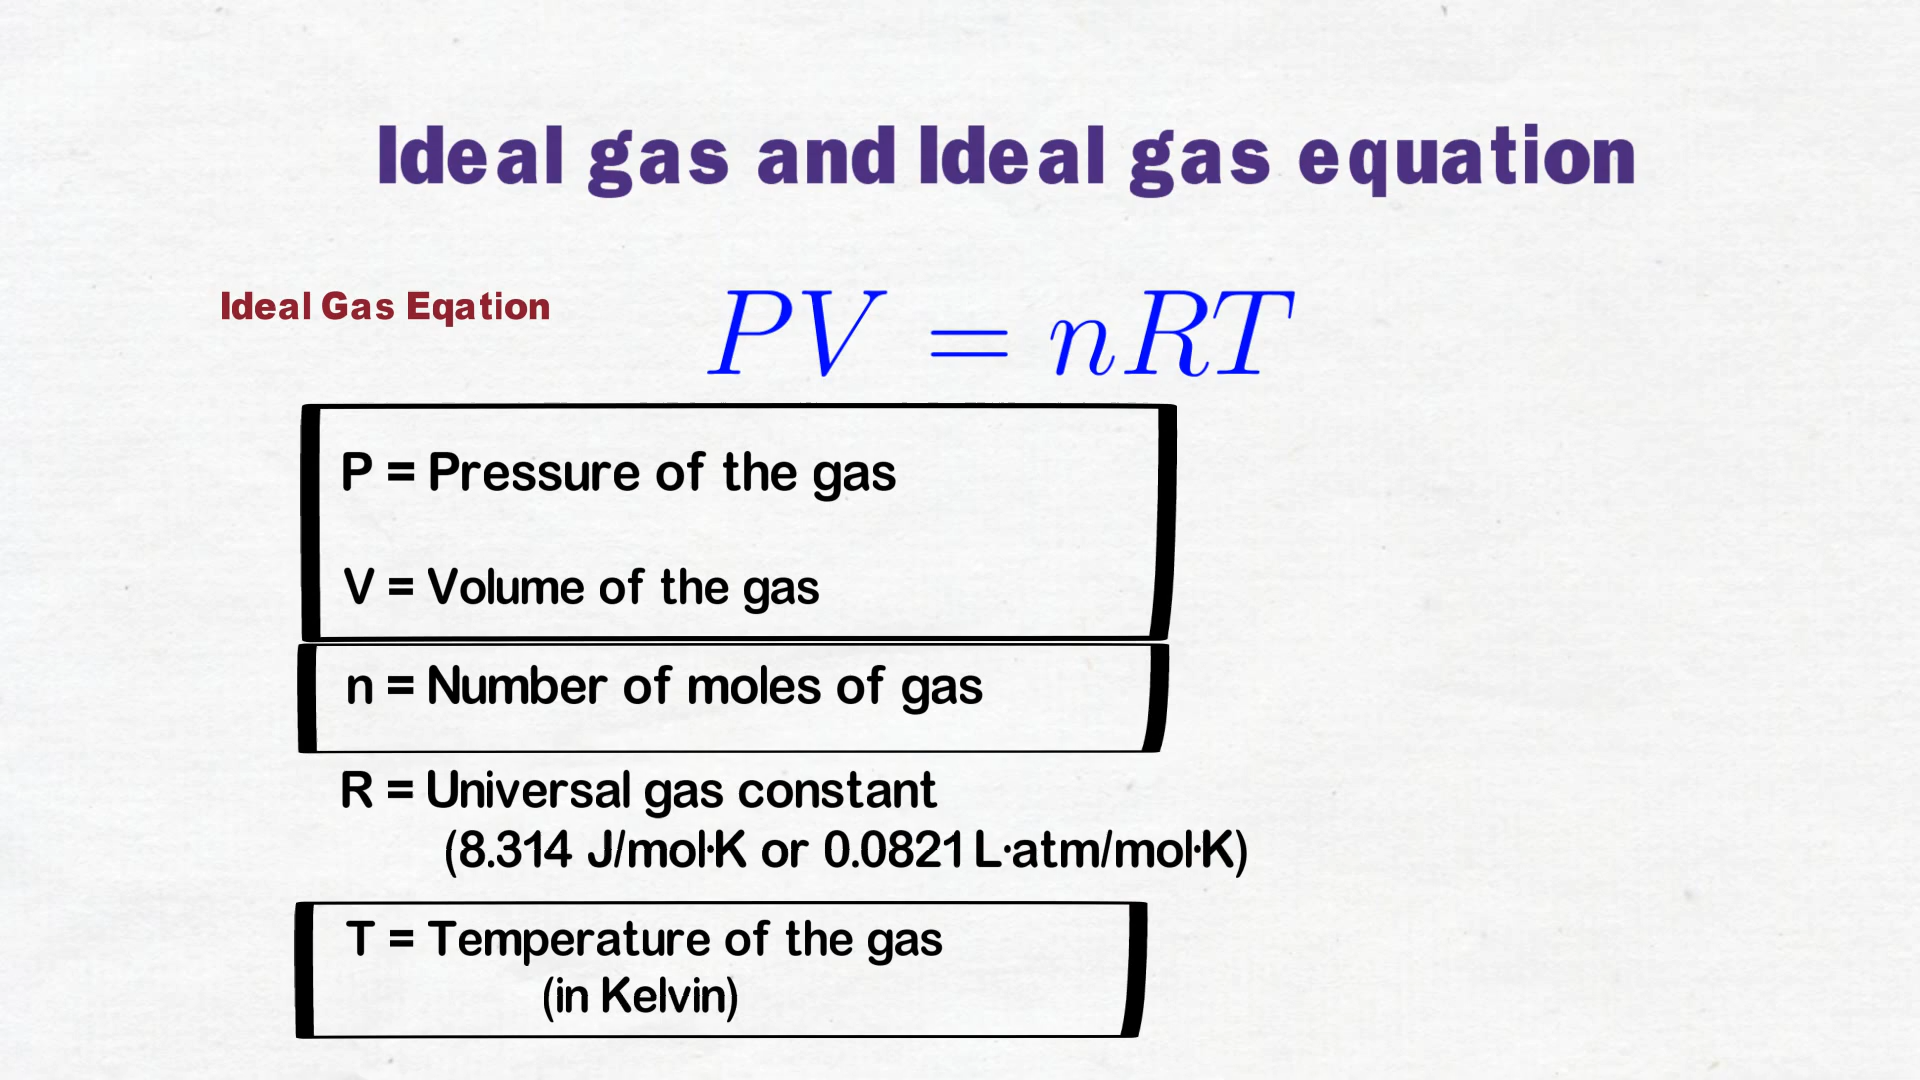 Ideal gas and Ideal gas equation
Ideal Gas Eqation
PV = nRT
P = Pressure of the gas
V = Volume of the gas
n = Number of moles of gas
R = Universal gas constant
(8.314 J/mol·K or 0.0821 L·atm/mol·K)
T = Temperature of the gas
(in Kelvin)